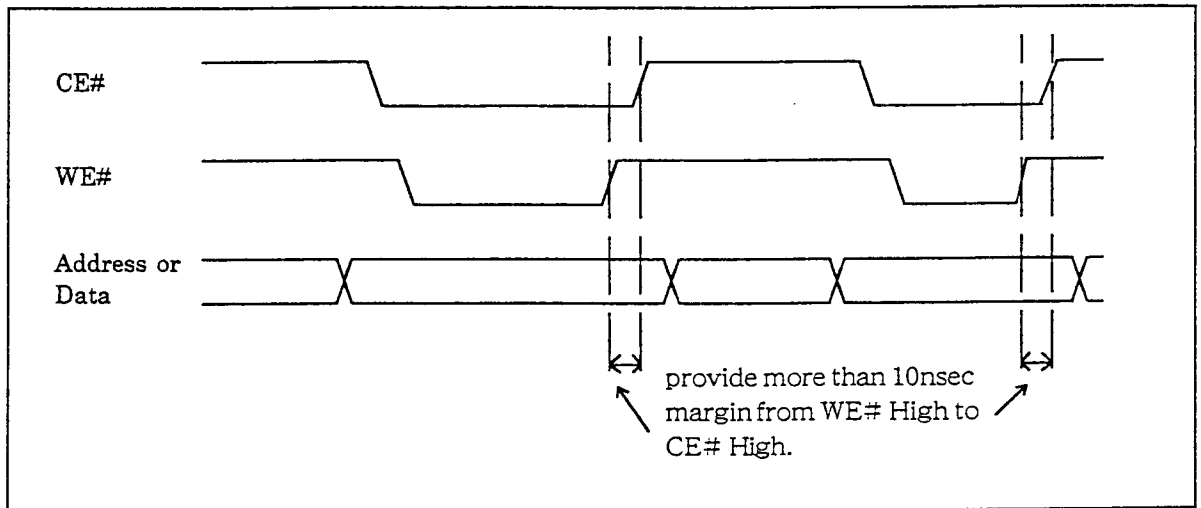 CE#
WE#
Address or
Data
provide more than 10nsec
margin from WE# High to
CE# High.